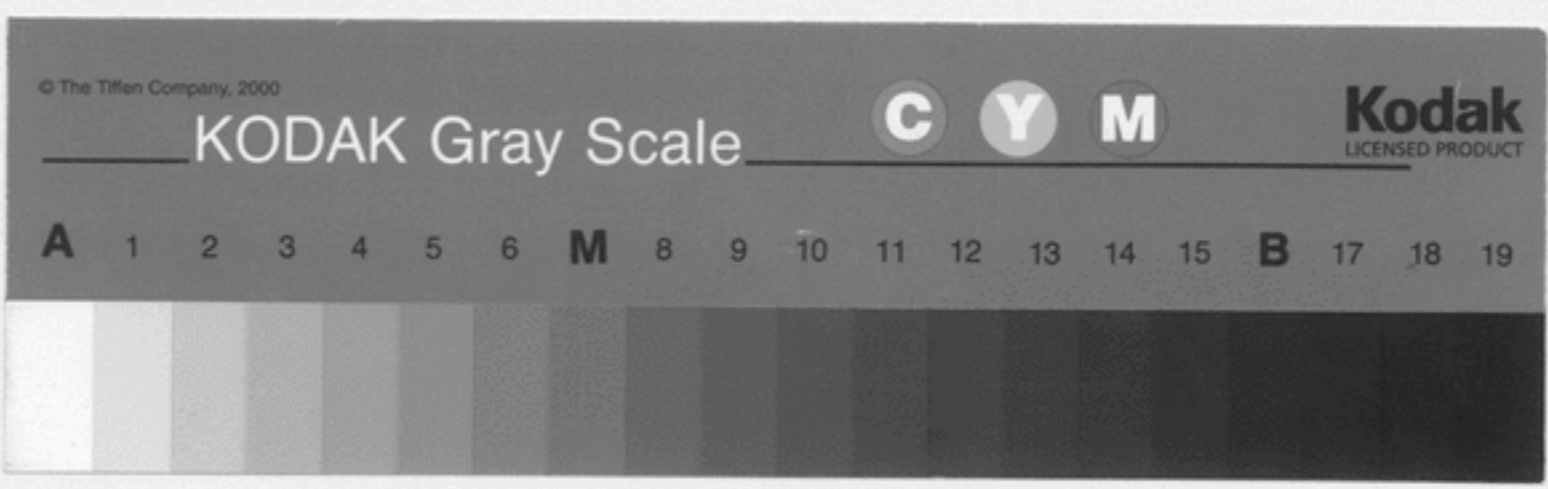 © The Tiffen Company, 2000
KODAK Gray Scale
C Y M
Kodak
LICENSED PRODUCT
A 1 2 3 4 5 6 M 8 9 10 11 12 13 14 15 B 17 18 19